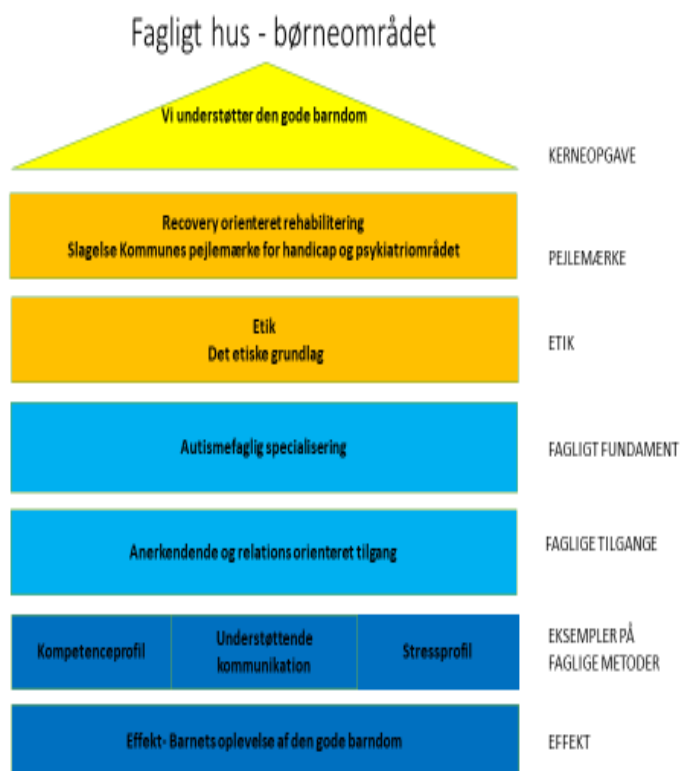 Fagligt hus - børneområdet
Vi understøtter den gode barndom
KERNEOPGAVE
Recovery orienteret rehabilitering
Slagelse Kommunes pejlemærke for handicap og psykiatriområdet
PEJLEMÆRKE
Etik
Det etiske grundlag
ETIK
Autismefaglig specialisering
FAGLIGT FUNDAMENT
Anerkendende og relations orienteret tilgang
FAGLIGE TILGANGE
Kompetenceprofil
Understøttende
kommunikation
Stressprofil
EKSEMPLER PÅ
FAGLIGE METODER
Effekt- Barnets oplevelse af den gode barndom
EFFEKT